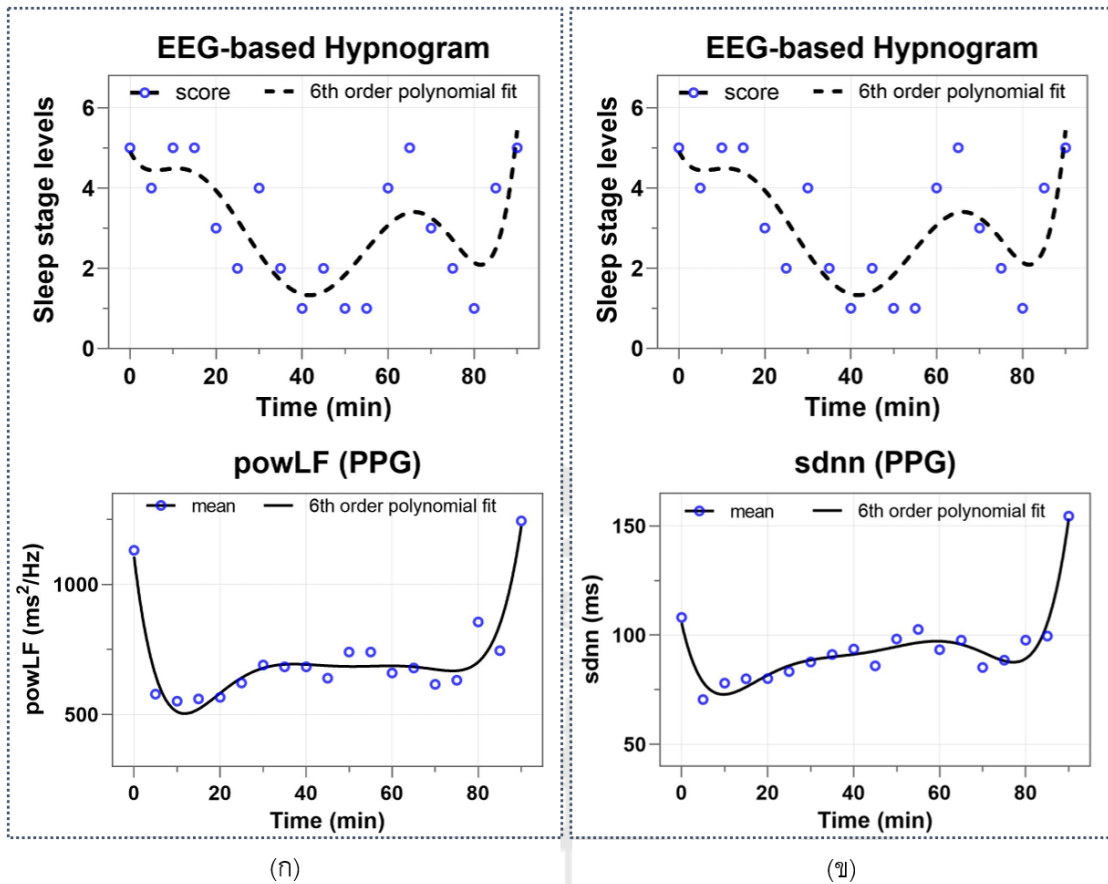 EEG-based Hypnogram
score 6th order polynomial fit
Sleep stage levels
6
4
2
0
0 20 40 60 80
Time (min)
powLF (PPG)
mean 6th order polynomial fit
powLF (ms²/Hz)
1000
500
0 20 40 60 80
Time (min)
(ก)
EEG-based Hypnogram
score 6th order polynomial fit
Sleep stage levels
6
4
2
0
0 20 40 60 80
Time (min)
sdnn (PPG)
mean 6th order polynomial fit
sdnn (ms)
150
100
50
0 20 40 60 80
Time (min)
(ข)